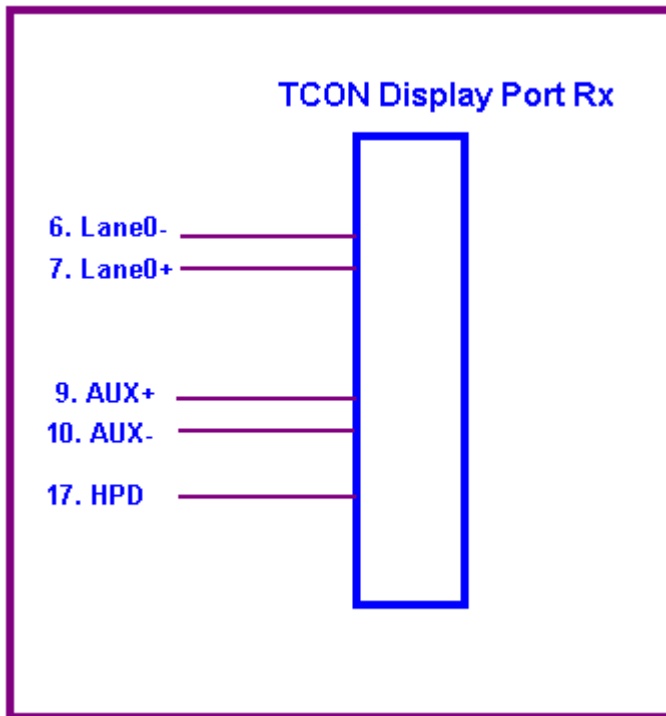 TCON Display Port Rx
6. Lane0-
7. Lane0+
9. AUX+
10. AUX-
17. HPD